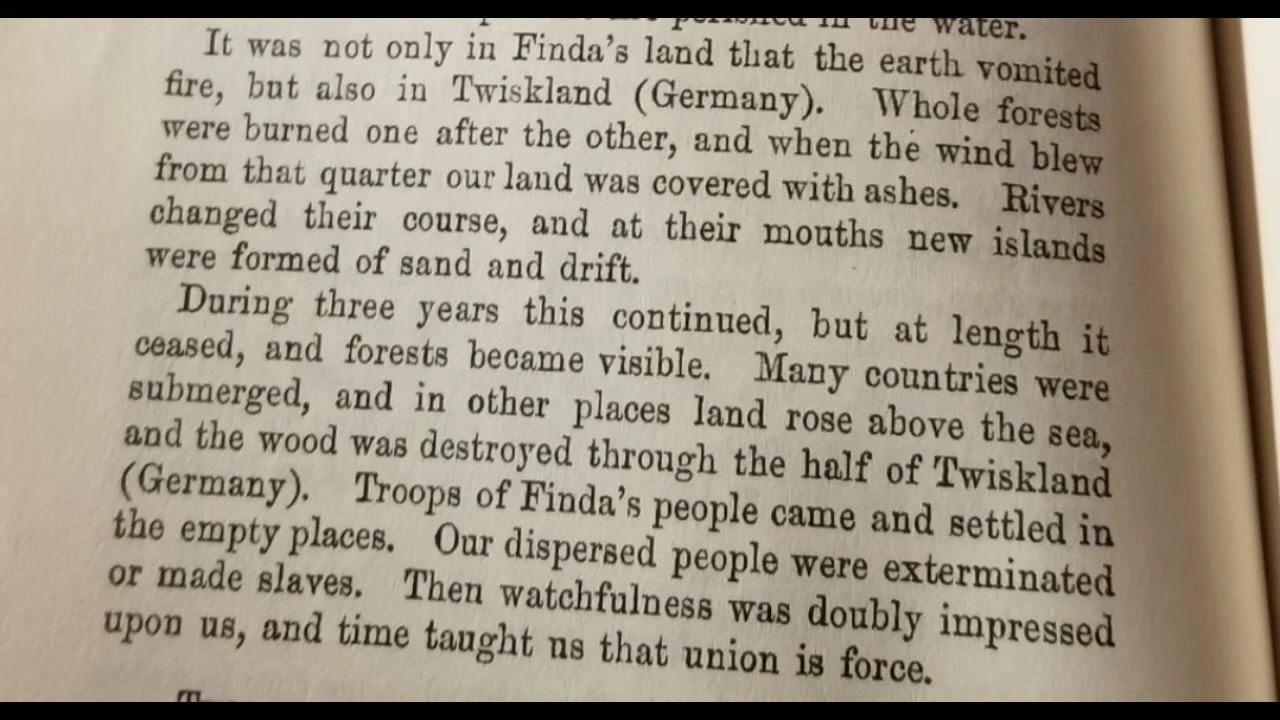 perished in the water.
It was not only in Finda's land that the earth vomited
fire, but also in Twiskland (Germany). Whole forests
were burned one after the other, and when the wind blew
from that quarter our land was covered with ashes. Rivers
changed their course, and at their mouths new islands
were formed of sand and drift.
During three years this continued, but at length it
ceased, and forests became visible. Many countries were
submerged, and in other places land rose above the sea,
and the wood was destroyed through the half of Twiskland
(Germany). Troops of Finda's people came and settled in
the empty places. Our dispersed people were exterminated
or made slaves. Then watchfulness was doubly impressed
upon us, and time taught us that union is force.